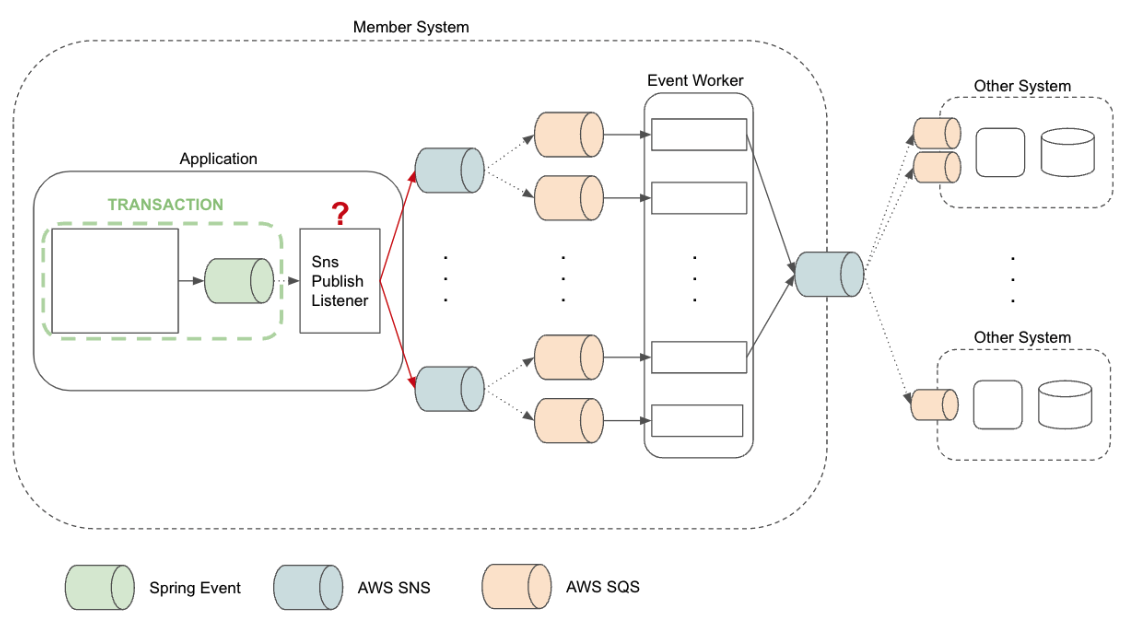 Member System
Event Worker
Other System
Application
TRANSACTION
?
Sns
Publish
Listener
Other System
Spring Event
AWS SNS
AWS SQS